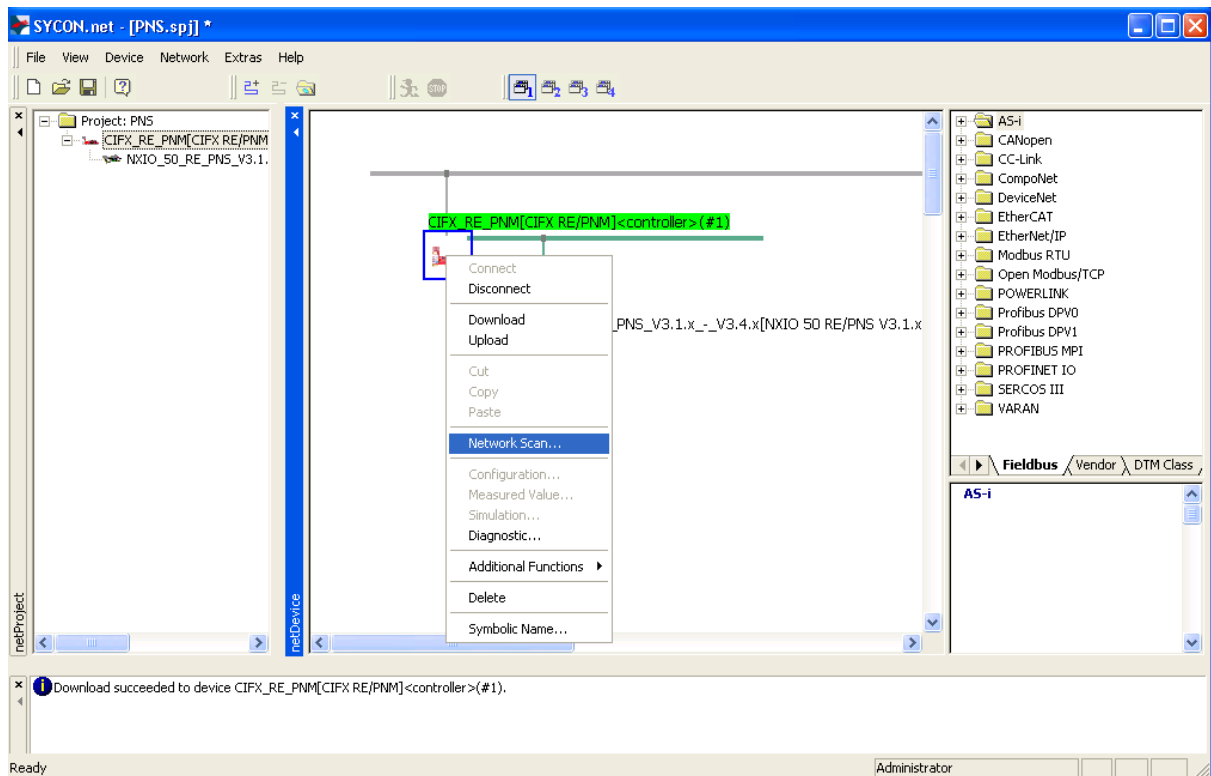 SYCON.net - [PNS.spj] *
File View Device Network Extras Help
STOP
1 2 3 4
Project: PNS
CIFX_RE_PNM[CIFX RE/PNM
NXIO_50_RE_PNS_V3.1.
netProject
netDevice
CIFX_RE_PNM[CIFX RE/PNM]<controller>(#1)
_PNS_V3.1.x_-_V3.4.x[NXIO 50 RE/PNS V3.1.x
Connect
Disconnect
Download
Upload
Cut
Copy
Paste
Network Scan...
Configuration...
Measured Value...
Simulation...
Diagnostic...
Additional Functions
Delete
Symbolic Name...
AS-i
CANopen
CC-Link
CompoNet
DeviceNet
EtherCAT
EtherNet/IP
Modbus RTU
Open Modbus/TCP
POWERLINK
Profibus DPV0
Profibus DPV1
PROFIBUS MPI
PROFINET IO
SERCOS III
VARAN
Fieldbus Vendor DTM Class
AS-i
Download succeeded to device CIFX_RE_PNM[CIFX RE/PNM]<controller>(#1).
Ready Administrator